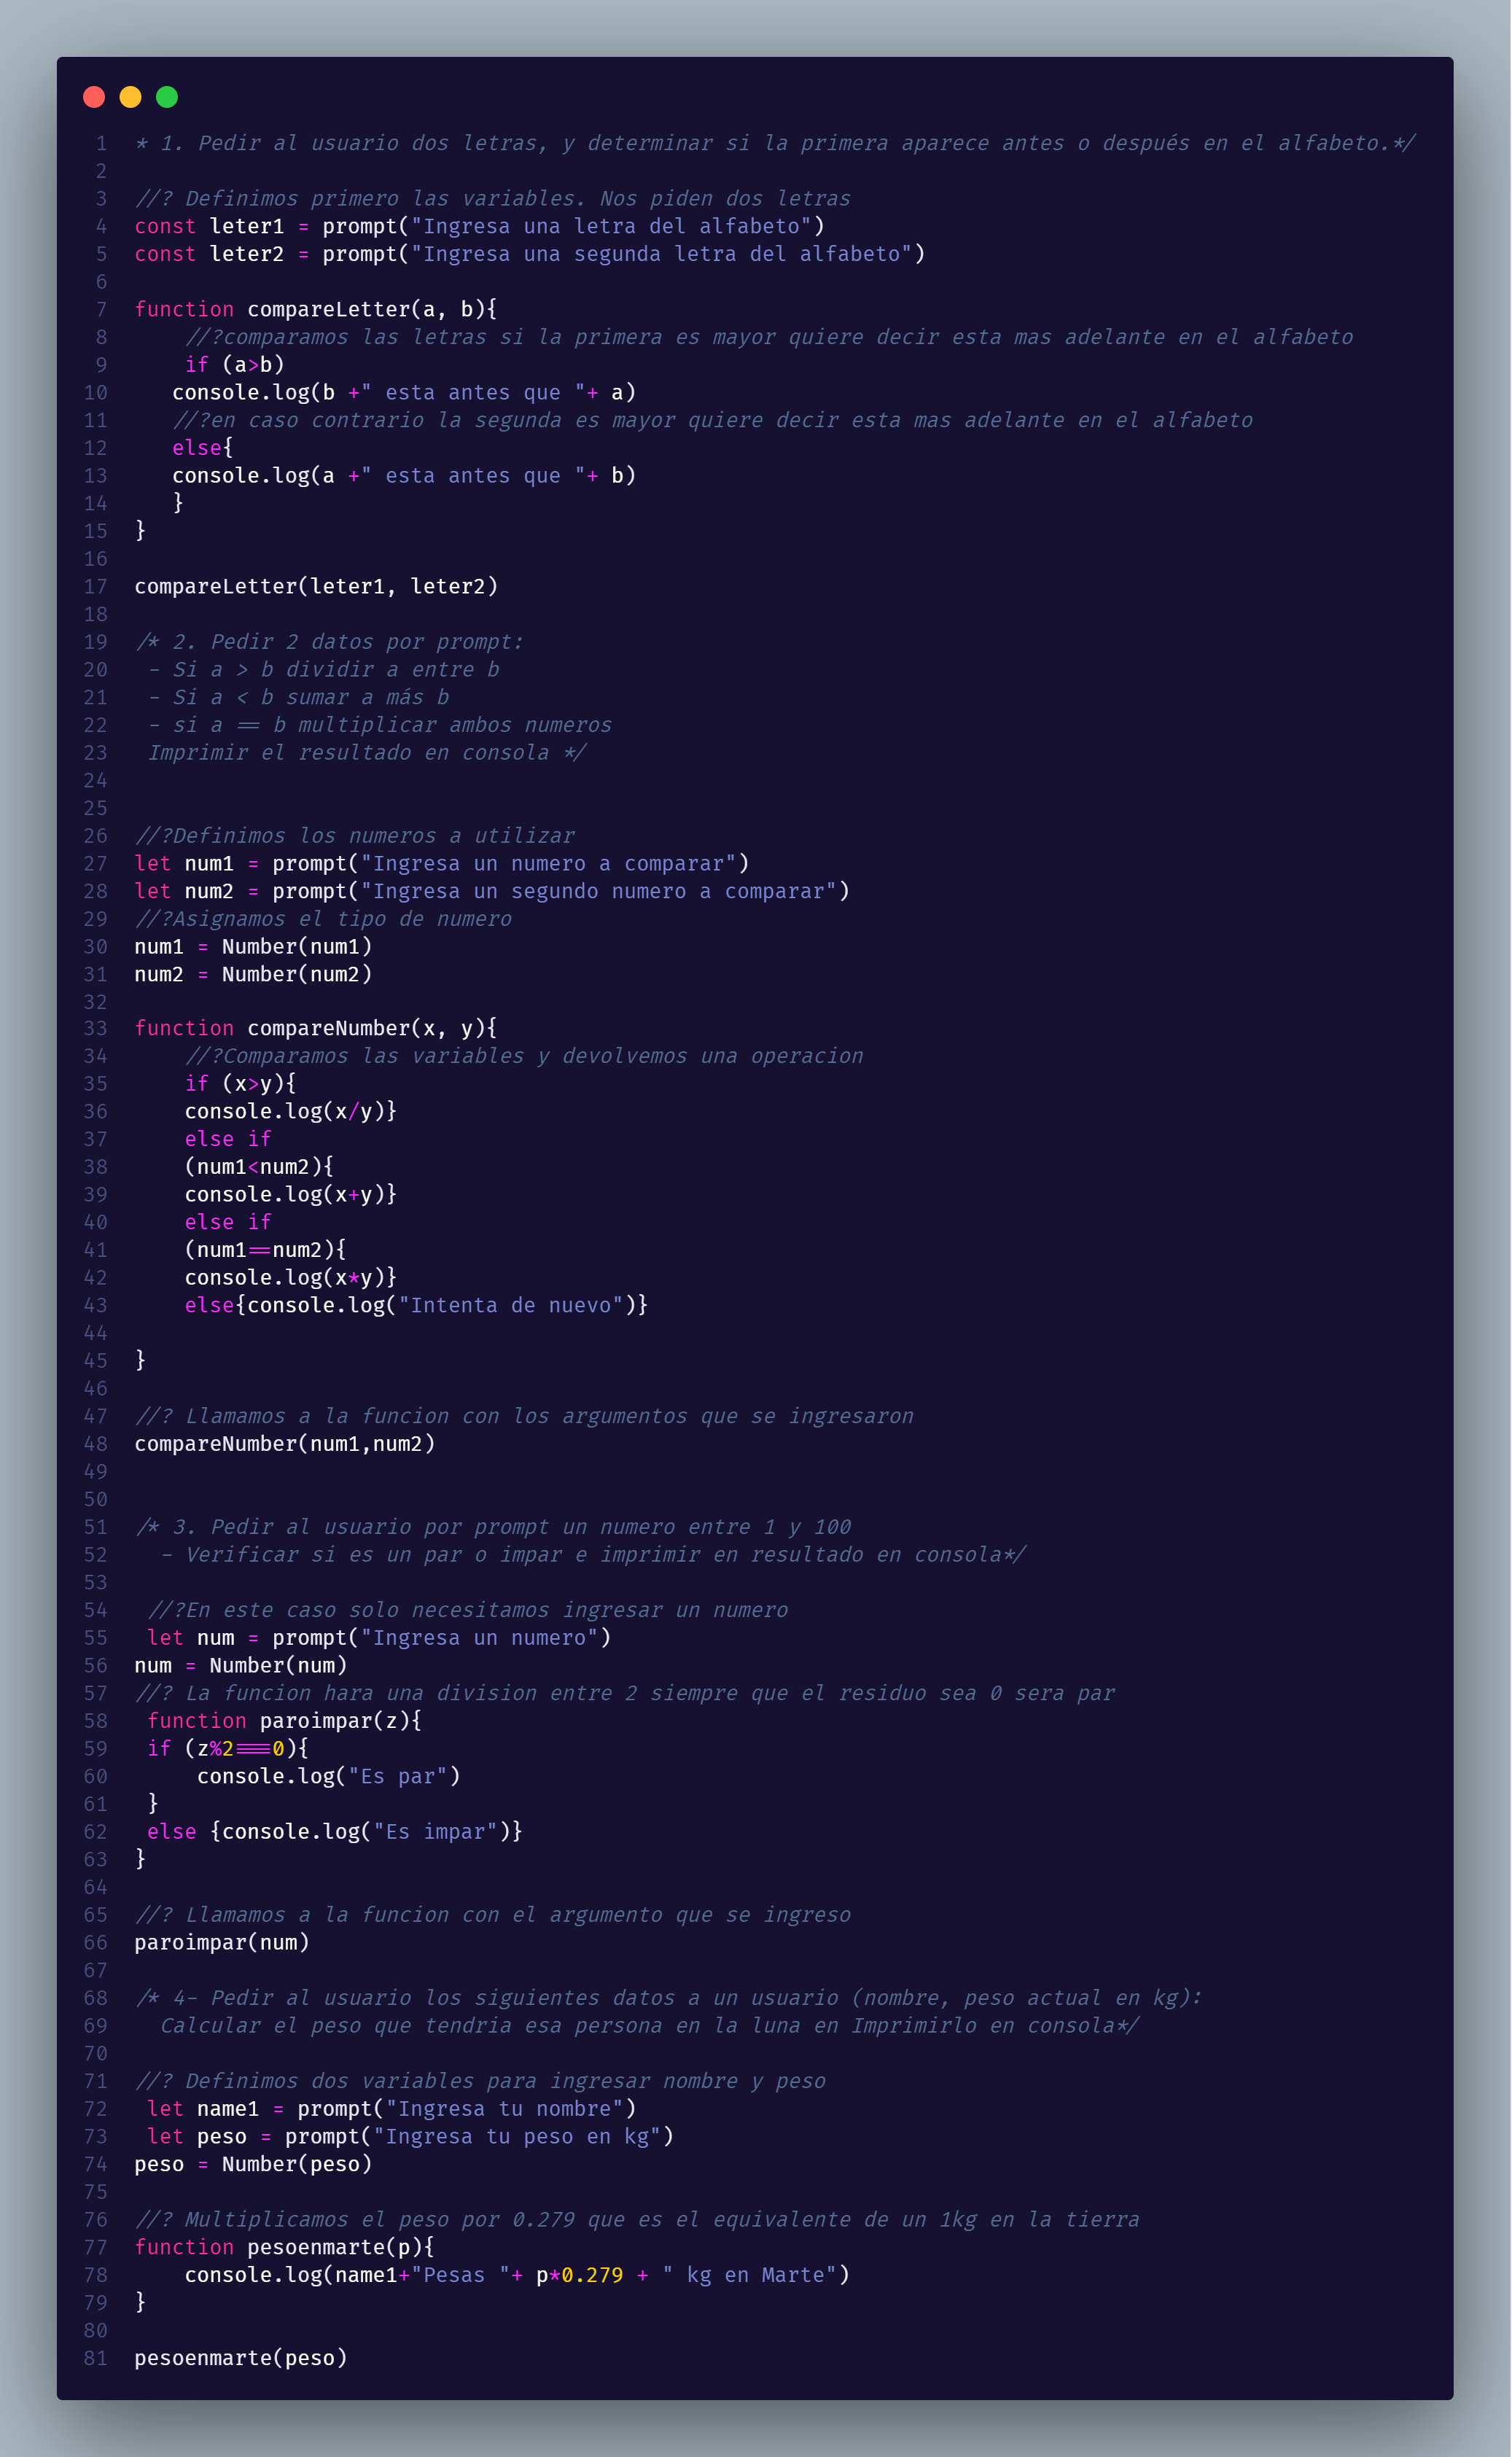 1 * 1. Pedir al usuario dos letras, y determinar si la primera aparece antes o después en el alfabeto.*/
2
3 //? Definimos primero las variables. Nos piden dos letras
4 const leter1 = prompt("Ingresa una letra del alfabeto")
5 const leter2 = prompt("Ingresa una segunda letra del alfabeto")
6
7 function compareLetter(a, b){
8     //?comparamos las letras si la primera es mayor quiere decir esta mas adelante en el alfabeto
9     if (a>b)
10    console.log(b +" esta antes que "+ a)
11    //?en caso contrario la segunda es mayor quiere decir esta mas adelante en el alfabeto
12    else{
13    console.log(a +" esta antes que "+ b)
14    }
15 }
16
17 compareLetter(leter1, leter2)
18
19 /* 2. Pedir 2 datos por prompt:
20  - Si a > b dividir a entre b
21  - Si a < b sumar a más b
22  - si a == b multiplicar ambos numeros
23  Imprimir el resultado en consola */
24
25
26 //?Definimos los numeros a utilizar
27 let num1 = prompt("Ingresa un numero a comparar")
28 let num2 = prompt("Ingresa un segundo numero a comparar")
29 //?Asignamos el tipo de numero
30 num1 = Number(num1)
31 num2 = Number(num2)
32
33 function compareNumber(x, y){
34     //?Comparamos las variables y devolvemos una operacion
35     if (x>y){
36     console.log(x/y)}
37     else if
38     (num1<num2){
39     console.log(x+y)}
40     else if
41     (num1==num2){
42     console.log(x*y)}
43     else{console.log("Intenta de nuevo")}
44
45 }
46
47 //? Llamamos a la funcion con los argumentos que se ingresaron
48 compareNumber(num1,num2)
49
50
51 /* 3. Pedir al usuario por prompt un numero entre 1 y 100
52   - Verificar si es un par o impar e imprimir en resultado en consola*/
53
54  //?En este caso solo necesitamos ingresar un numero
55  let num = prompt("Ingresa un numero")
56 num = Number(num)
57 //? La funcion hara una division entre 2 siempre que el residuo sea 0 sera par
58  function paroimpar(z){
59  if (z%2===0){
60      console.log("Es par")
61  }
62  else {console.log("Es impar")}
63 }
64
65 //? Llamamos a la funcion con el argumento que se ingreso
66 paroimpar(num)
67
68 /* 4- Pedir al usuario los siguientes datos a un usuario (nombre, peso actual en kg):
69   Calcular el peso que tendria esa persona en la luna en Imprimirlo en consola*/
70
71 //? Definimos dos variables para ingresar nombre y peso
72  let name1 = prompt("Ingresa tu nombre")
73  let peso = prompt("Ingresa tu peso en kg")
74 peso = Number(peso)
75
76 //? Multiplicamos el peso por 0.279 que es el equivalente de un 1kg en la tierra
77 function pesoenmarte(p){
78     console.log(name1+"Pesas "+ p*0.279 + " kg en Marte")
79 }
80
81 pesoenmarte(peso)